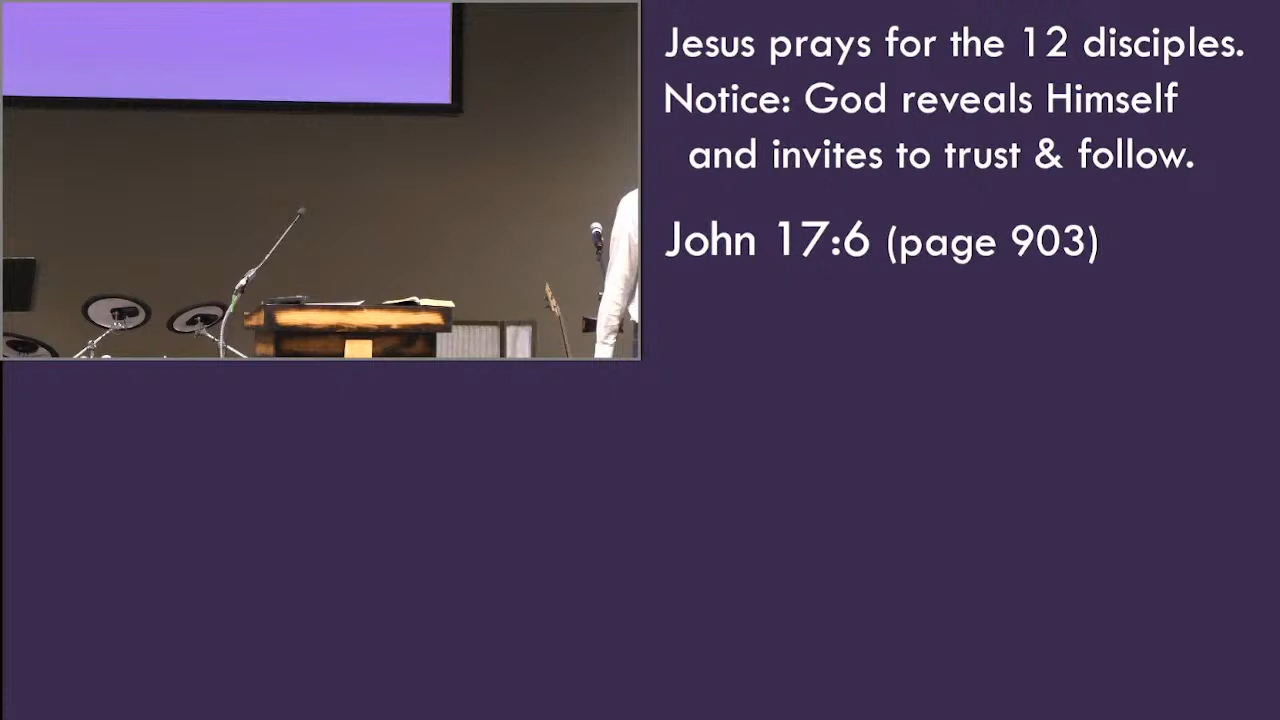 Jesus prays for the 12 disciples.
Notice: God reveals Himself
and invites to trust & follow.
John 17:6 (page 903)